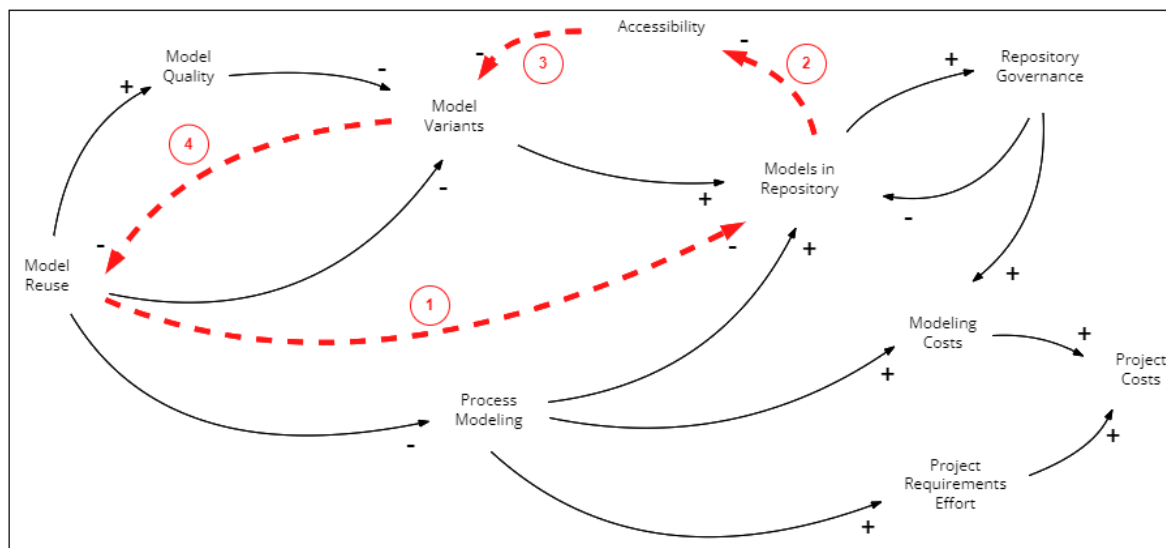 Accessibility
-
-
3
2
+
Repository
Governance
Model
Quality
+
-
Model
Variants
4
-
Models in
Repository
+
-
-
-
+
+
Model
Reuse
1
Modeling
Costs
+
+
Project
Costs
Process
Modeling
-
+
Project
Requirements
Effort
+